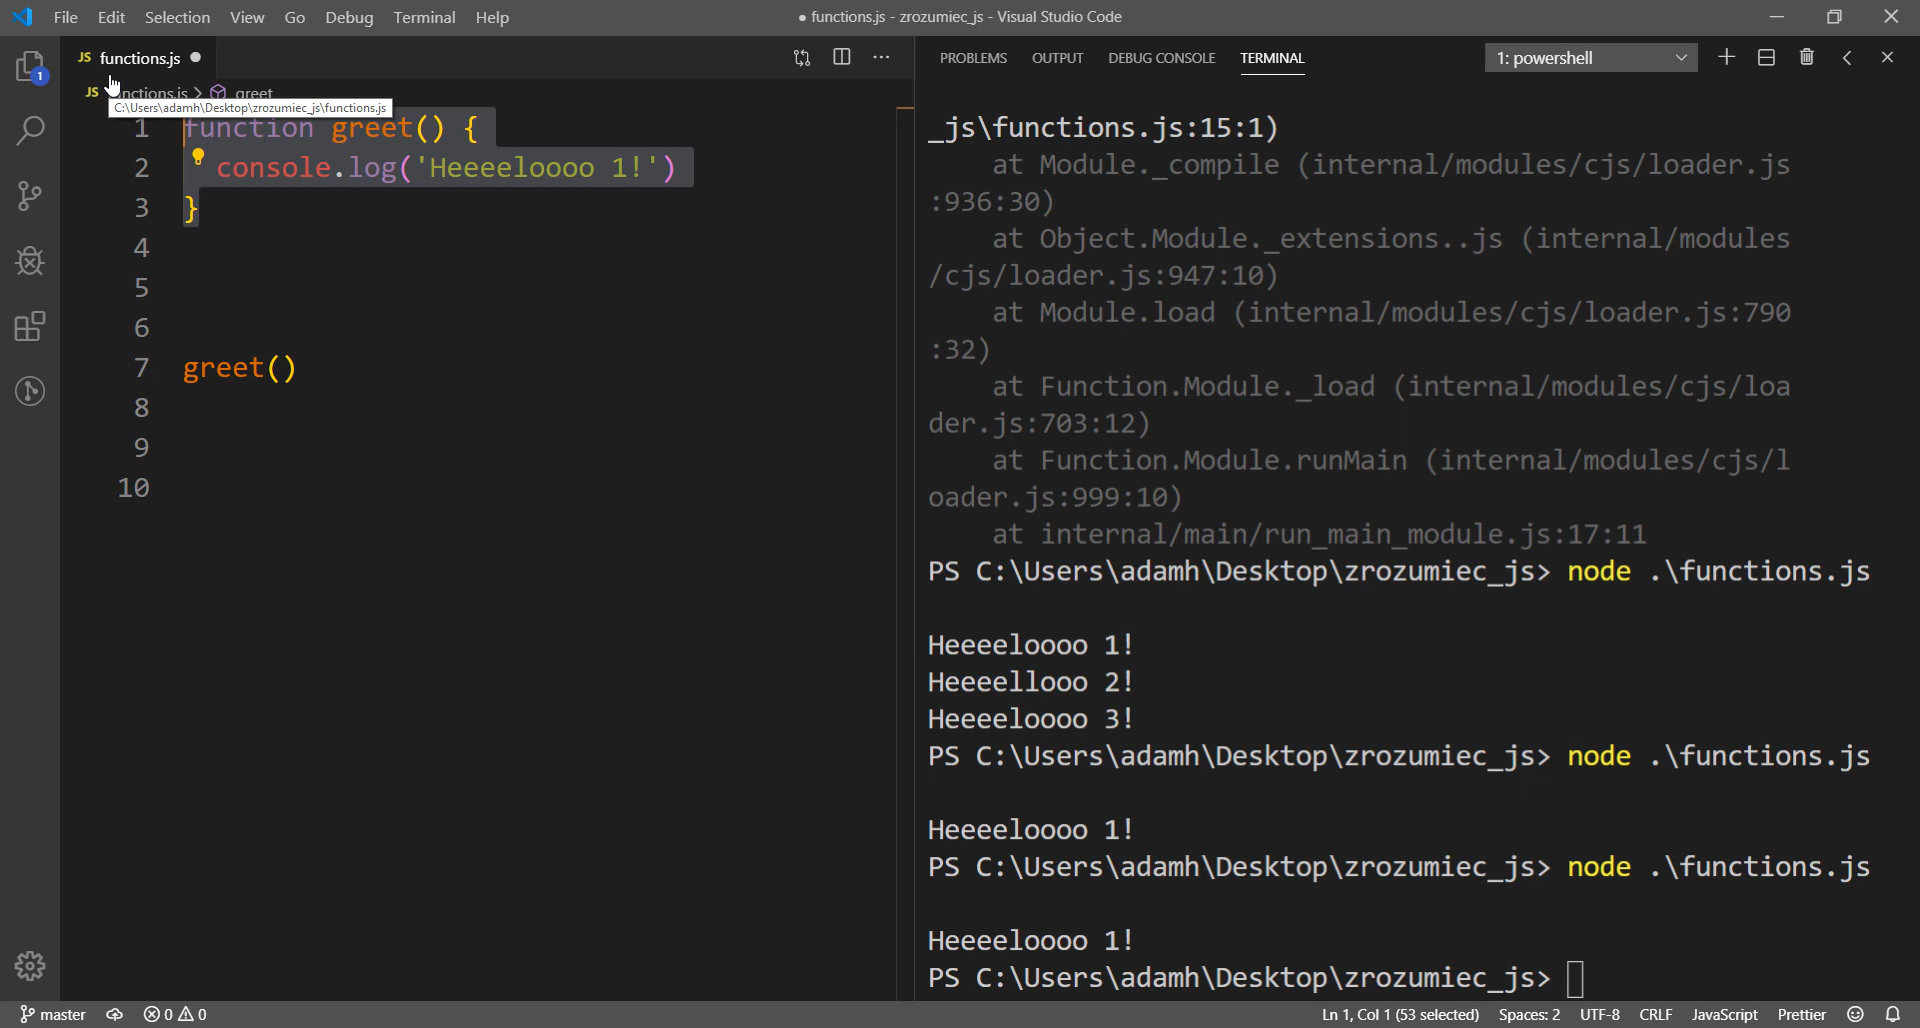 File Edit Selection View Go Debug Terminal Help
● functions.js - zrozumiec_js - Visual Studio Code
1
JS functions.js ●
JS functions.js > greet
C:\Users\adamh\Desktop\zrozumiec_js\functions.js
1 function greet() {
2 console.log('Heeeeloooo 1!')
3 }
4
5
6
7 greet()
8
9
10
PROBLEMS OUTPUT DEBUG CONSOLE TERMINAL
1: powershell
_js\functions.js:15:1)
at Module._compile (internal/modules/cjs/loader.js
:936:30)
at Object.Module._extensions..js (internal/modules
/cjs/loader.js:947:10)
at Module.load (internal/modules/cjs/loader.js:790
:32)
at Function.Module._load (internal/modules/cjs/loa
der.js:703:12)
at Function.Module.runMain (internal/modules/cjs/l
oader.js:999:10)
at internal/main/run_main_module.js:17:11
PS C:\Users\adamh\Desktop\zrozumiec_js> node .\functions.js
Heeeeloooo 1!
Heeeellooo 2!
Heeeeloooo 3!
PS C:\Users\adamh\Desktop\zrozumiec_js> node .\functions.js
Heeeeloooo 1!
PS C:\Users\adamh\Desktop\zrozumiec_js> node .\functions.js
Heeeeloooo 1!
PS C:\Users\adamh\Desktop\zrozumiec_js>
master 0 0
Ln 1, Col 1 (53 selected) Spaces: 2 UTF-8 CRLF JavaScript Prettier